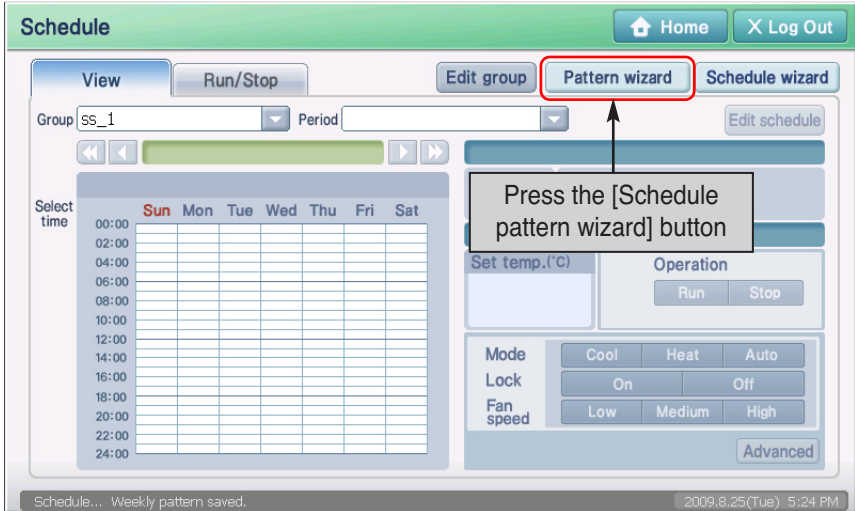 Schedule
Home
X Log Out
View
Run/Stop
Edit group
Pattern wizard
Schedule wizard
Group ss_1
Period
Edit schedule
Press the [Schedule
pattern wizard] button
Select
time
Sun Mon Tue Wed Thu Fri Sat
00:00
02:00
04:00
06:00
08:00
10:00
12:00
14:00
16:00
18:00
20:00
22:00
24:00
Set temp.(°C)
Operation
Run Stop
Mode Cool Heat Auto
Lock On Off
Fan
speed Low Medium High
Advanced
Schedule... Weekly pattern saved.
2009.8.25(Tue) 5:24 PM